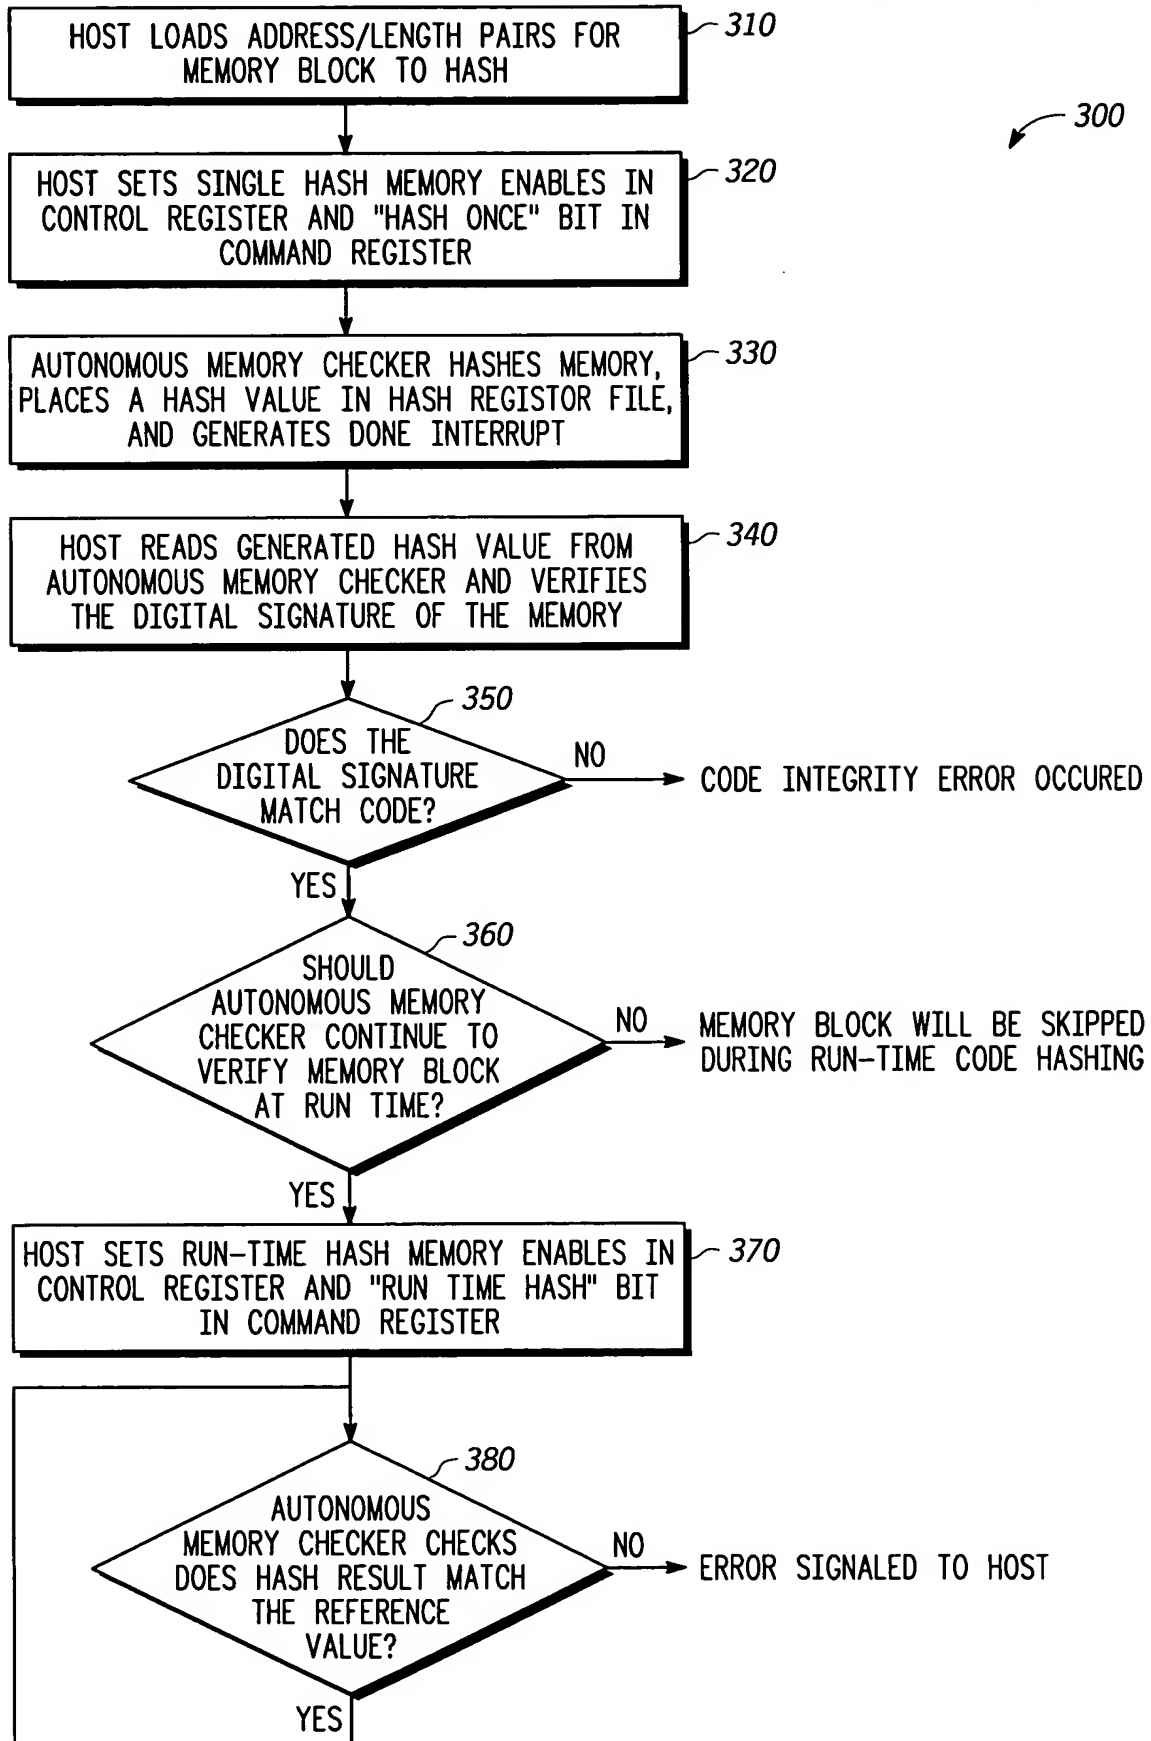 HOST LOADS ADDRESS/LENGTH PAIRS FOR
MEMORY BLOCK TO HASH
310
300
HOST SETS SINGLE HASH MEMORY ENABLES IN
CONTROL REGISTER AND "HASH ONCE" BIT IN
COMMAND REGISTER
320
AUTONOMOUS MEMORY CHECKER HASHES MEMORY,
PLACES A HASH VALUE IN HASH REGISTOR FILE,
AND GENERATES DONE INTERRUPT
330
HOST READS GENERATED HASH VALUE FROM
AUTONOMOUS MEMORY CHECKER AND VERIFIES
THE DIGITAL SIGNATURE OF THE MEMORY
340
350
DOES THE
DIGITAL SIGNATURE
MATCH CODE?
NO
CODE INTEGRITY ERROR OCCURED
YES
360
SHOULD
AUTONOMOUS MEMORY
CHECKER CONTINUE TO
VERIFY MEMORY BLOCK
AT RUN TIME?
NO
MEMORY BLOCK WILL BE SKIPPED
DURING RUN-TIME CODE HASHING
YES
HOST SETS RUN-TIME HASH MEMORY ENABLES IN
CONTROL REGISTER AND "RUN TIME HASH" BIT
IN COMMAND REGISTER
370
380
AUTONOMOUS
MEMORY CHECKER CHECKS
DOES HASH RESULT MATCH
THE REFERENCE
VALUE?
NO
ERROR SIGNALED TO HOST
YES